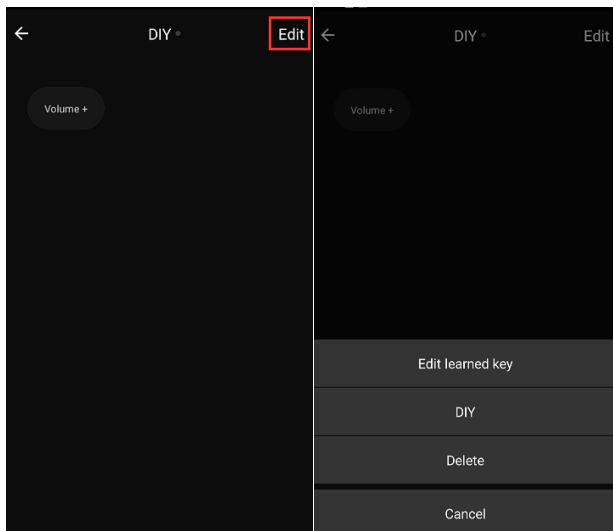 DIY
Edit
Volume +
DIY
Edit
Volume +
Edit learned key
DIY
Delete
Cancel